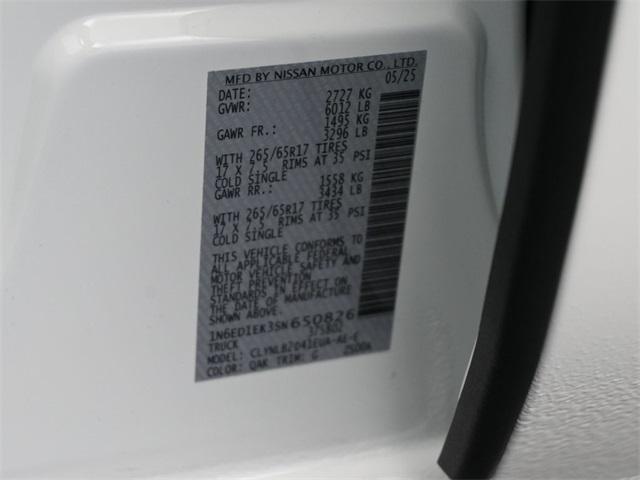 MFD BY NISSAN MOTOR CO., LTD.
DATE: 05/25
GVWR: 2727 KG
6012 LB
GAWR FR.: 1495 KG
3296 LB
WITH 265/65R17 TIRES
17 X 7.5 RIMS AT 35 PSI
COLD SINGLE
GAWR RR.: 1558 KG
3434 LB
WITH 265/65R17 TIRES
17 X 7.5 RIMS AT 35 PSI
COLD SINGLE
THIS VEHICLE CONFORMS TO
ALL APPLICABLE FEDERAL
MOTOR VEHICLE SAFETY AND
THEFT PREVENTION
STANDARDS IN EFFECT ON
THE DATE OF MANUFACTURE
SHOWN ABOVE.
1N6ED1EK3SN650826
TRUCK
MODEL:
COLOR: QAK TRIM: G